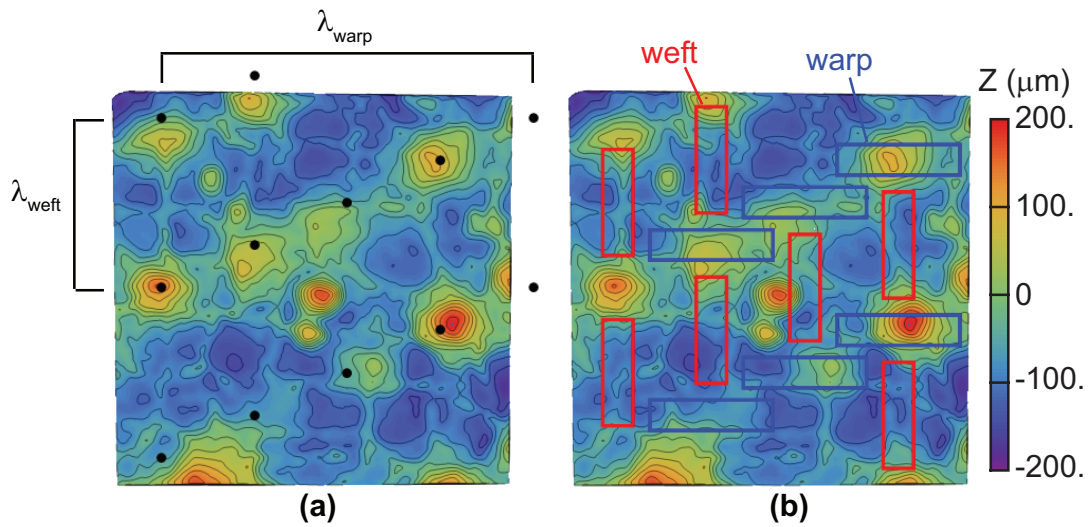 λwarp
λweft
(a)
weft
warp
Z (μm)
200.
100.
0
-100.
-200.
(b)